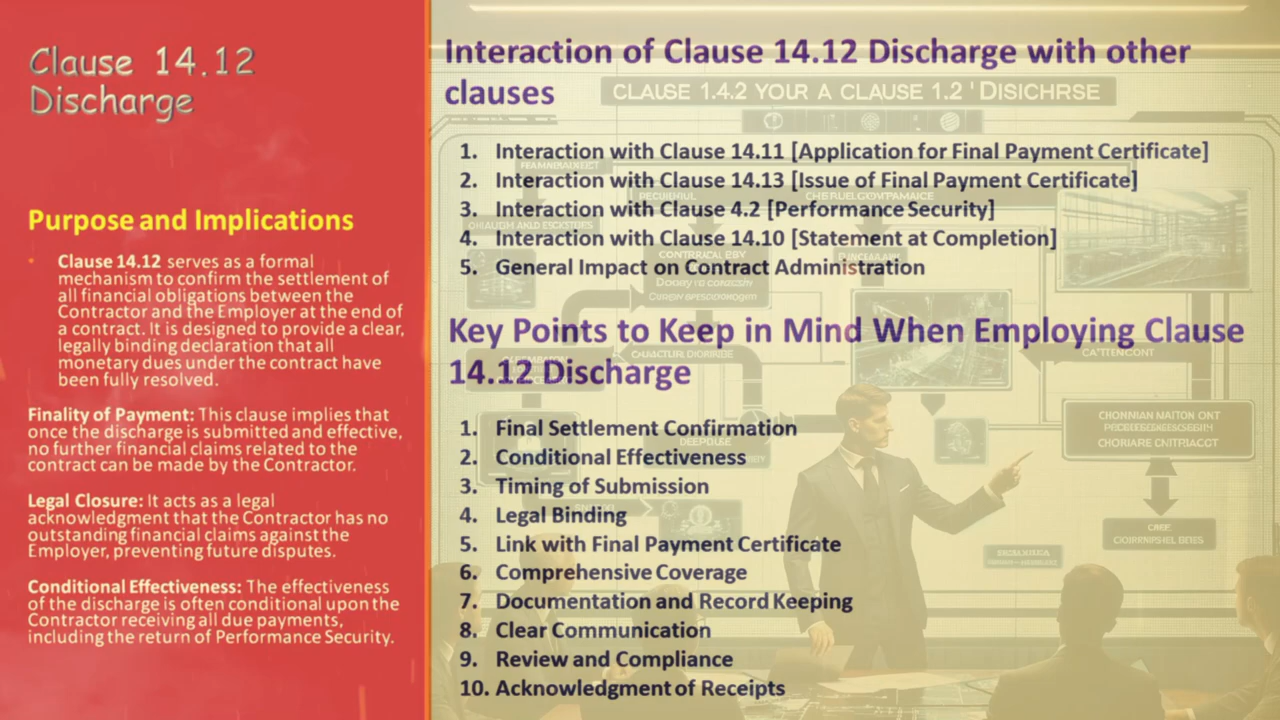 Clause 14.12
Discharge
Purpose and Implications
Clause 14.12 serves as a formal
mechanism to confirm the settlement of
all financial obligations between the
Contractor and the Employer at the end of
a contract. It is designed to provide a clear,
legally binding declaration that all
monetary dues under the contract have
been fully resolved.
Finality of Payment: This clause implies that
once the discharge is submitted and effective,
no further financial claims related to the
contract can be made by the Contractor.
Legal Closure: It acts as a legal
acknowledgment that the Contractor has no
outstanding financial claims against the
Employer, preventing future disputes.
Conditional Effectiveness: The effectiveness
of the discharge is often conditional upon the
Contractor receiving all due payments,
including the return of Performance Security.
Interaction of Clause 14.12 Discharge with other
clauses
CLAUSE 1.4.2 YOUR A CLAUSE 1.2 ' DISICHRSE
1. Interaction with Clause 14.11 [Application for Final Payment Certificate]
2. Interaction with Clause 14.13 [Issue of Final Payment Certificate]
3. Interaction with Clause 4.2 [Performance Security]
4. Interaction with Clause 14.10 [Statement at Completion]
5. General Impact on Contract Administration
Key Points to Keep in Mind When Employing Clause
14.12 Discharge
1. Final Settlement Confirmation
2. Conditional Effectiveness
3. Timing of Submission
4. Legal Binding
5. Link with Final Payment Certificate
6. Comprehensive Coverage
7. Documentation and Record Keeping
8. Clear Communication
9. Review and Compliance
10. Acknowledgment of Receipts